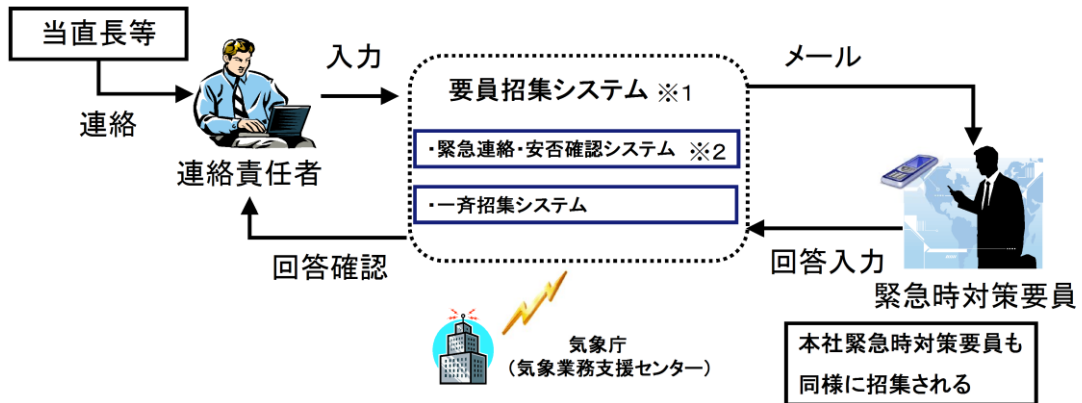 当直長等
連絡
連絡責任者
入力
要員招集システム ※1
・緊急連絡・安否確認システム ※2
・一斉招集システム
メール
回答入力
緊急時対策要員
回答確認
気象庁
（気象業務支援センター）
本社緊急時対策要員も
同様に招集される